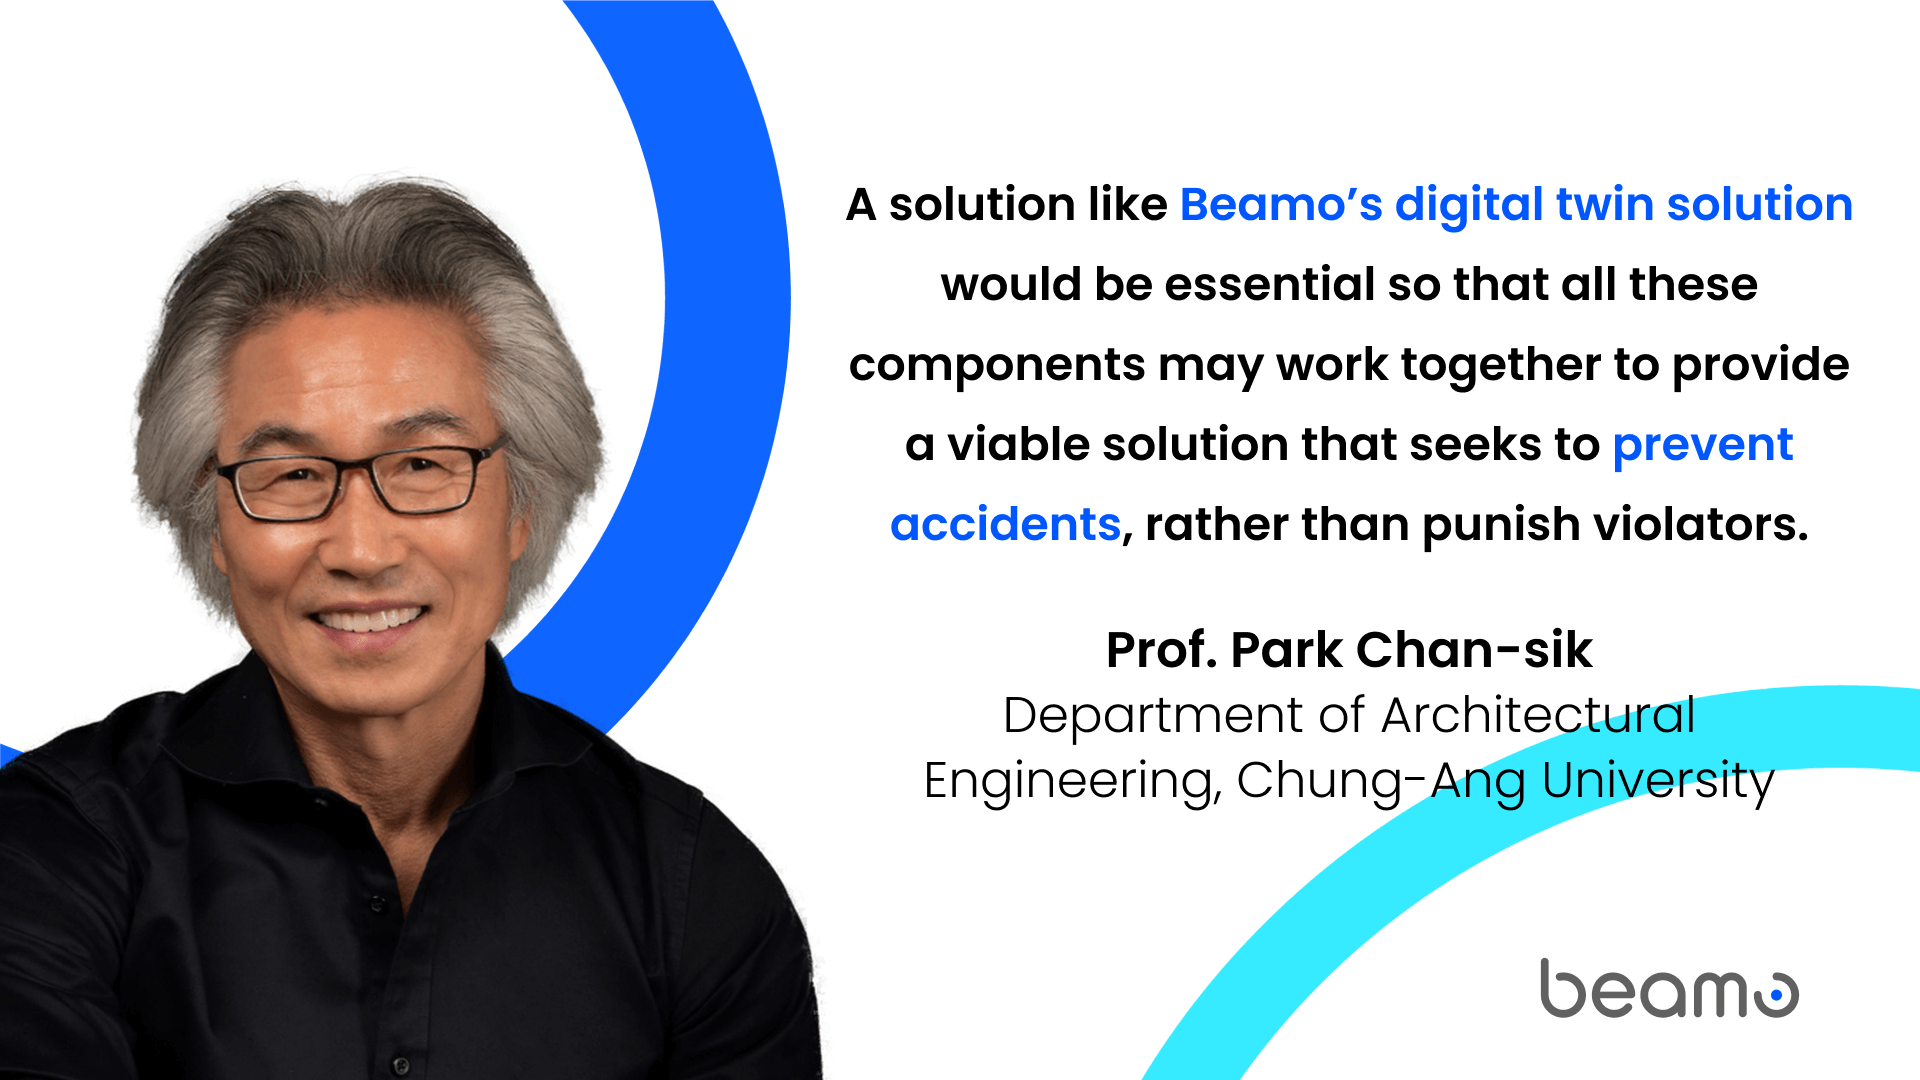 A solution like Beamo’s digital twin solution
would be essential so that all these
components may work together to provide
a viable solution that seeks to prevent
accidents, rather than punish violators.
Prof. Park Chan-sik
Department of Architectural
Engineering, Chung-Ang University
beamo